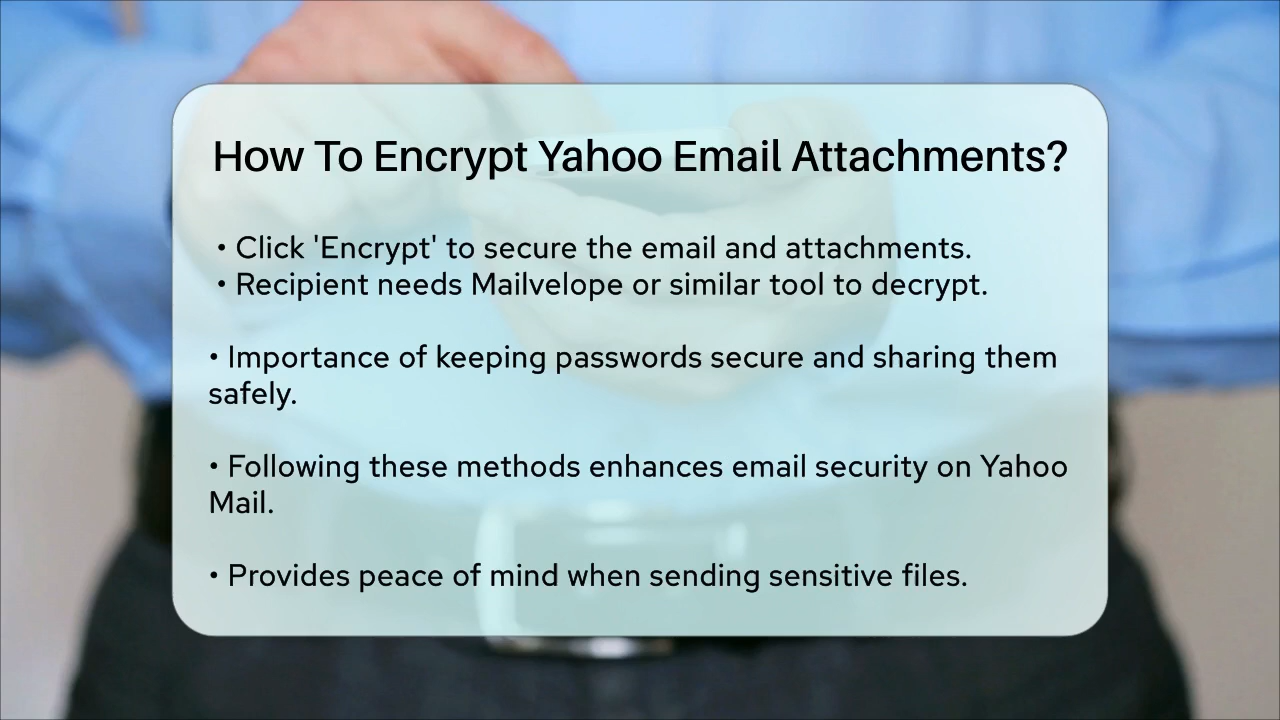 How To Encrypt Yahoo Email Attachments?
• Click 'Encrypt' to secure the email and attachments.
• Recipient needs Mailvelope or similar tool to decrypt.
• Importance of keeping passwords secure and sharing them
safely.
• Following these methods enhances email security on Yahoo
Mail.
• Provides peace of mind when sending sensitive files.